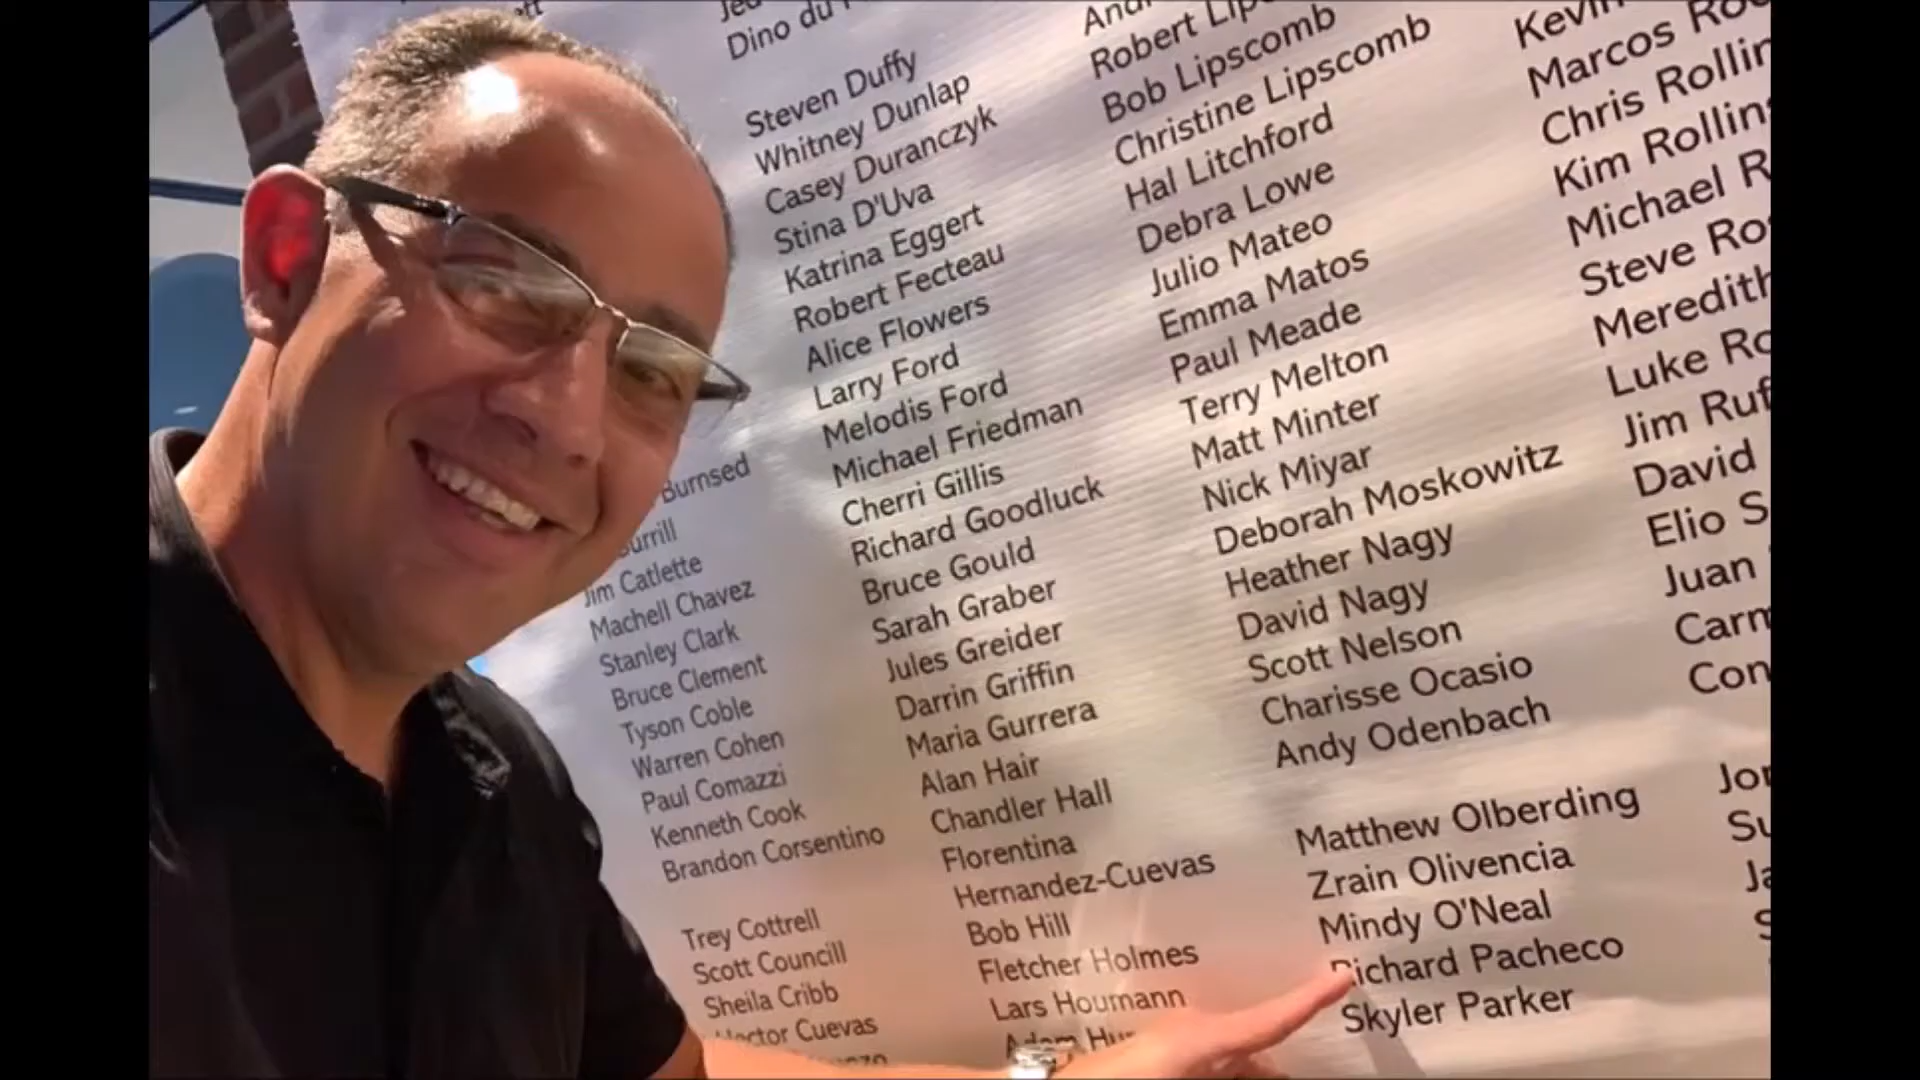 Dino du
Steven Duffy
Whitney Dunlap
Casey Duranczyk
Stina D'Uva
Katrina Eggert
Robert Fecteau
Alice Flowers
Larry Ford
Melodis Ford
Michael Friedman
Cherri Gillis
Richard Goodluck
Bruce Gould
Sarah Graber
Jules Greider
Darrin Griffin
Maria Gurrera
Alan Hair
Chandler Hall
Florentina
Hernandez-Cuevas
Bob Hill
Fletcher Holmes
Lars Houmann
Burnsed
Jim Catlette
Machell Chavez
Stanley Clark
Bruce Clement
Tyson Coble
Warren Cohen
Paul Comazzi
Kenneth Cook
Brandon Corsentino
Trey Cottrell
Scott Councill
Sheila Cribb
Cuevas
Robert
Bob Lipscomb
Christine Lipscomb
Hal Litchford
Debra Lowe
Julio Mateo
Emma Matos
Paul Meade
Terry Melton
Matt Minter
Nick Miyar
Deborah Moskowitz
Heather Nagy
David Nagy
Scott Nelson
Charisse Ocasio
Andy Odenbach
Matthew Olberding
Zrain Olivencia
Mindy O'Neal
Richard Pacheco
Skyler Parker
Kevin
Marcos
Chris
Kim
Michael
Steve
Meredith
Luke
Jim
David
Elio
Juan